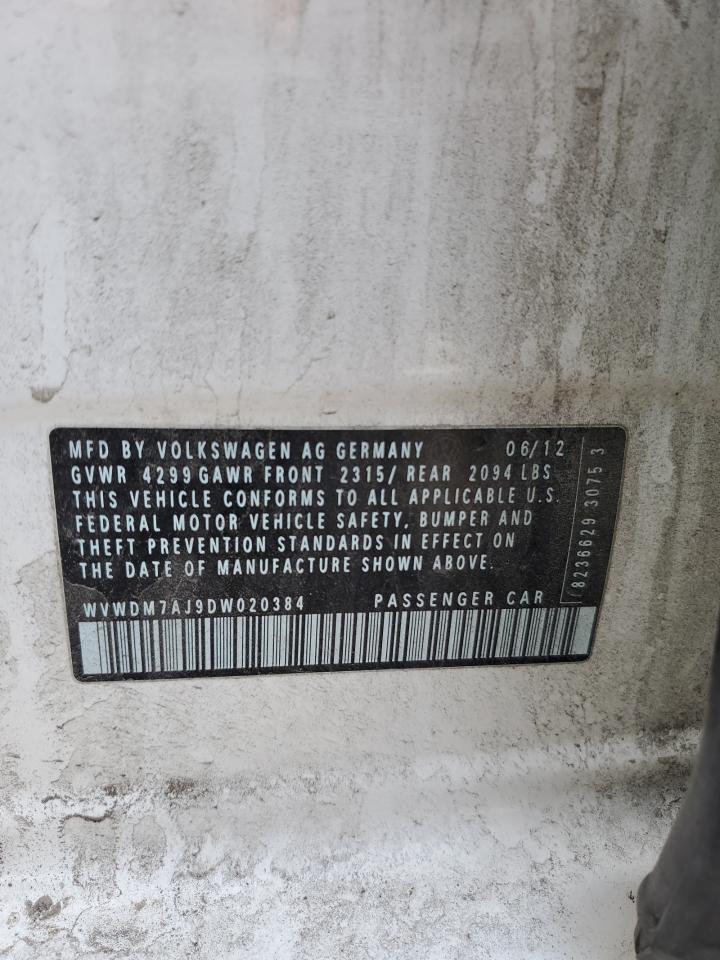 MFD BY VOLKSWAGEN AG GERMANY 06/12
GVWR 4299 GAWR FRONT 2315/ REAR 2094 LBS
THIS VEHICLE CONFORMS TO ALL APPLICABLE U.S.
FEDERAL MOTOR VEHICLE SAFETY, BUMPER AND
THEFT PREVENTION STANDARDS IN EFFECT ON
THE DATE OF MANUFACTURE SHOWN ABOVE.
WVWDM7AJ9DW020384 PASSENGER CAR
8236629 3075 3